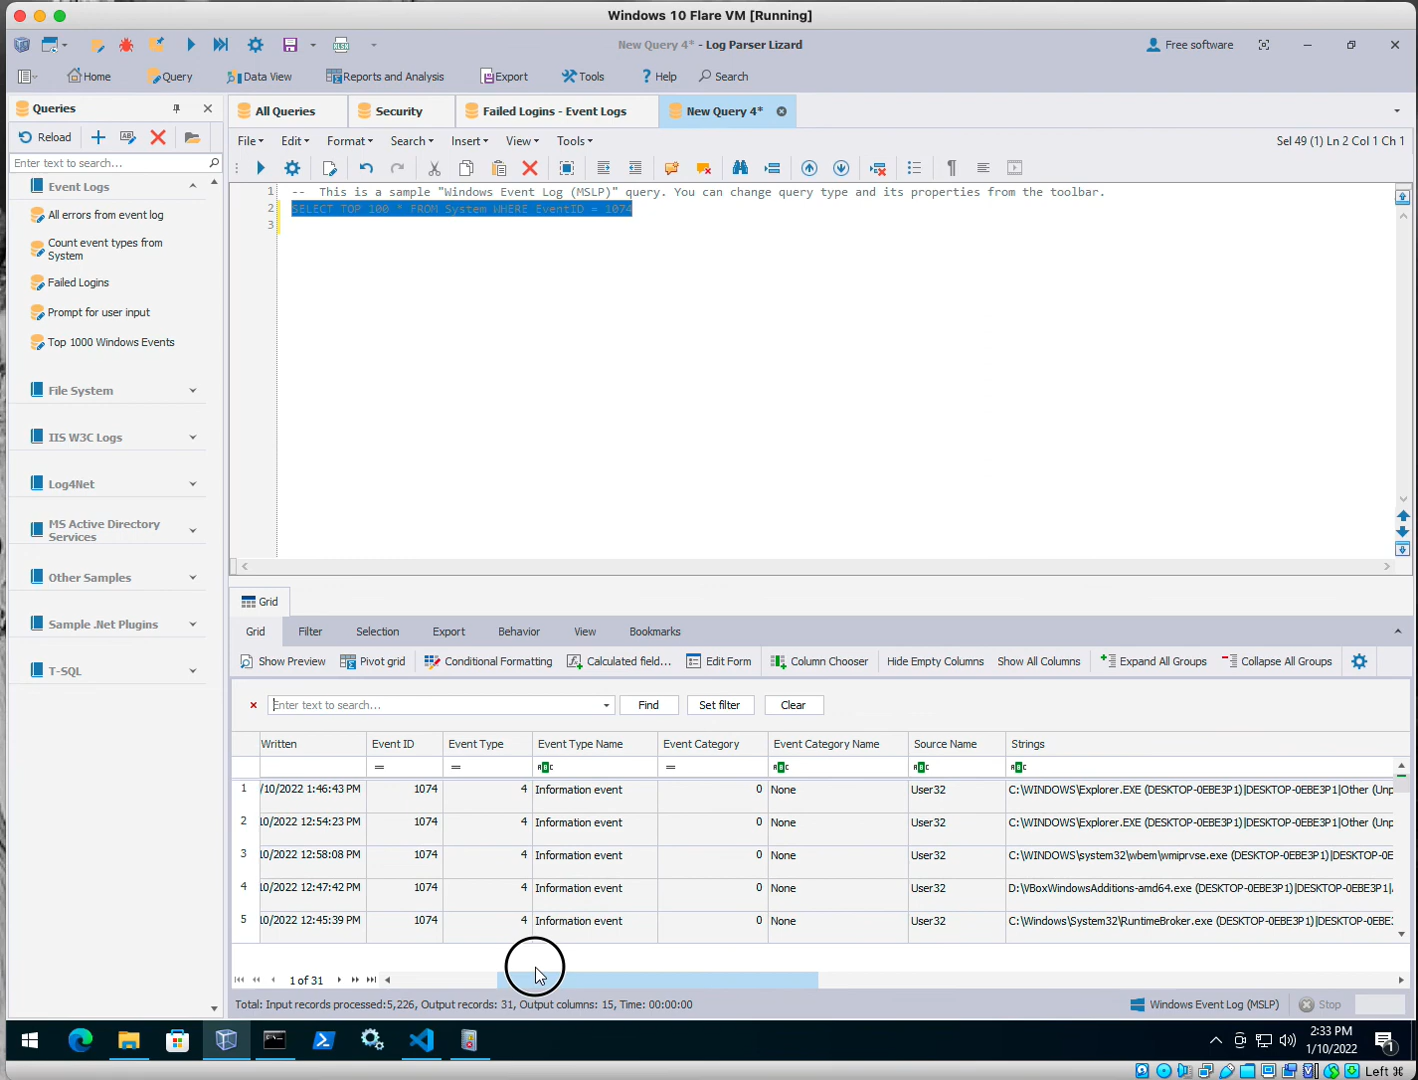 Windows 10 Flare VM [Running]
New Query 4* - Log Parser Lizard
Free software
Home
Query
Data View
Reports and Analysis
Export
Tools
? Help
Search
Queries
All Queries
Security
Failed Logins - Event Logs
New Query 4*
Reload
File
Edit
Format
Search
Insert
View
Tools
Sel 49 (1) Ln 2 Col 1 Ch 1
Enter text to search...
1 -- This is a sample "Windows Event Log (MSLP)" query. You can change query type and its properties from the toolbar.
2 SELECT TOP 100 * FROM System WHERE EventID = 1074
3
Event Logs
All errors from event log
Count event types from
System
Failed Logins
Prompt for user input
Top 1000 Windows Events
File System
IIS W3C Logs
Log4Net
MS Active Directory
Services
Other Samples
Sample .Net Plugins
T-SQL
Grid
Grid
Filter
Selection
Export
Behavior
View
Bookmarks
Show Preview
Pivot grid
Conditional Formatting
Calculated field...
Edit Form
Column Chooser
Hide Empty Columns
Show All Columns
Expand All Groups
Collapse All Groups
Enter text to search...
Find
Set filter
Clear
Written Event ID Event Type Event Type Name Event Category Event Category Name Source Name Strings
= = ABC = ABC ABC ABC
1 /10/2022 1:46:43 PM 1074 4 Information event 0 None User32 C:\WINDOWS\Explorer.EXE (DESKTOP-0EBE3P1)|DESKTOP-0EBE3P1|Other (Unp
2 10/2022 12:54:23 PM 1074 4 Information event 0 None User32 C:\WINDOWS\Explorer.EXE (DESKTOP-0EBE3P1)|DESKTOP-0EBE3P1|Other (Unp
3 10/2022 12:58:08 PM 1074 4 Information event 0 None User32 C:\WINDOWS\system32\wbem\wmiprvse.exe (DESKTOP-0EBE3P1)|DESKTOP-0E
4 10/2022 12:47:42 PM 1074 4 Information event 0 None User32 D:\VBoxWindowsAdditions-amd64.exe (DESKTOP-0EBE3P1)|DESKTOP-0EBE3P1|
5 10/2022 12:45:39 PM 1074 4 Information event 0 None User32 C:\Windows\System32\RuntimeBroker.exe (DESKTOP-0EBE3P1)|DESKTOP-0EBE:
1 of 31
Total: Input records processed:5,226, Output records: 31, Output columns: 15, Time: 00:00:00
Windows Event Log (MSLP)
Stop
2:33 PM
1/10/2022
1
Left ⌘